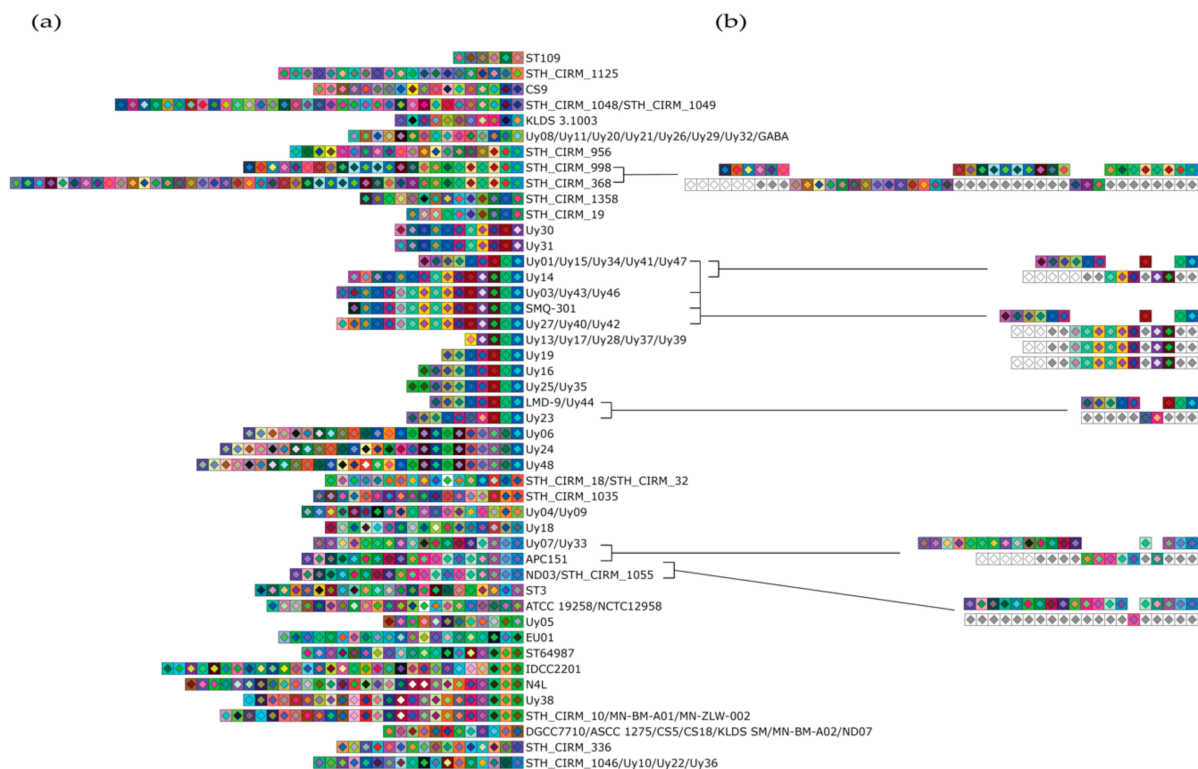 (a)
(b)
ST109
STH_CIRM_1125
CS9
STH_CIRM_1048/STH_CIRM_1049
KLDS 3.1003
Uy08/Uy11/Uy20/Uy21/Uy26/Uy29/Uy32/GABA
STH_CIRM_956
STH_CIRM_998
STH_CIRM_368
STH_CIRM_1358
STH_CIRM_19
Uy30
Uy31
Uy01/Uy15/Uy34/Uy41/Uy47
Uy14
Uy03/Uy43/Uy46
SMQ-301
Uy27/Uy40/Uy42
Uy13/Uy17/Uy28/Uy37/Uy39
Uy19
Uy16
Uy25/Uy35
LMD-9/Uy44
Uy23
Uy06
Uy24
Uy48
STH_CIRM_18/STH_CIRM_32
STH_CIRM_1035
Uy04/Uy09
Uy18
Uy07/Uy33
APC151
ND03/STH_CIRM_1055
ST3
ATCC 19258/NCTC12958
Uy05
EU01
ST64987
IDCC2201
N4L
Uy38
STH_CIRM_10/MN-BM-A01/MN-ZLW-002
DGCC7710/ASCC 1275/CS5/CS18/KLDS SM/MN-BM-A02/ND07
STH_CIRM_336
STH_CIRM_1046/Uy10/Uy22/Uy36